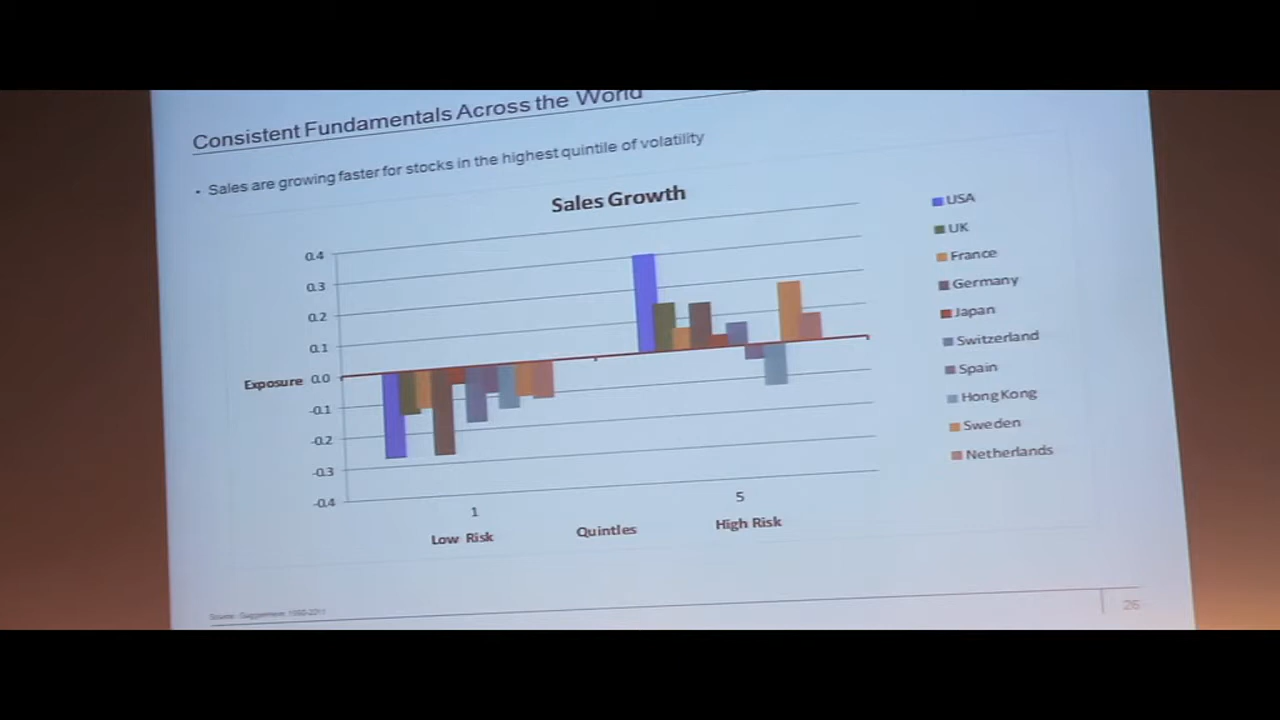 Consistent Fundamentals Across the World
• Sales are growing faster for stocks in the highest quintile of volatility
Sales Growth
0.4
0.3
0.2
0.1
Exposure 0.0
-0.1
-0.2
-0.3
-0.4
1
5
Low Risk
Quintles
High Risk
USA
UK
France
Germany
Japan
Switzerland
Spain
Hong Kong
Sweden
Netherlands
26